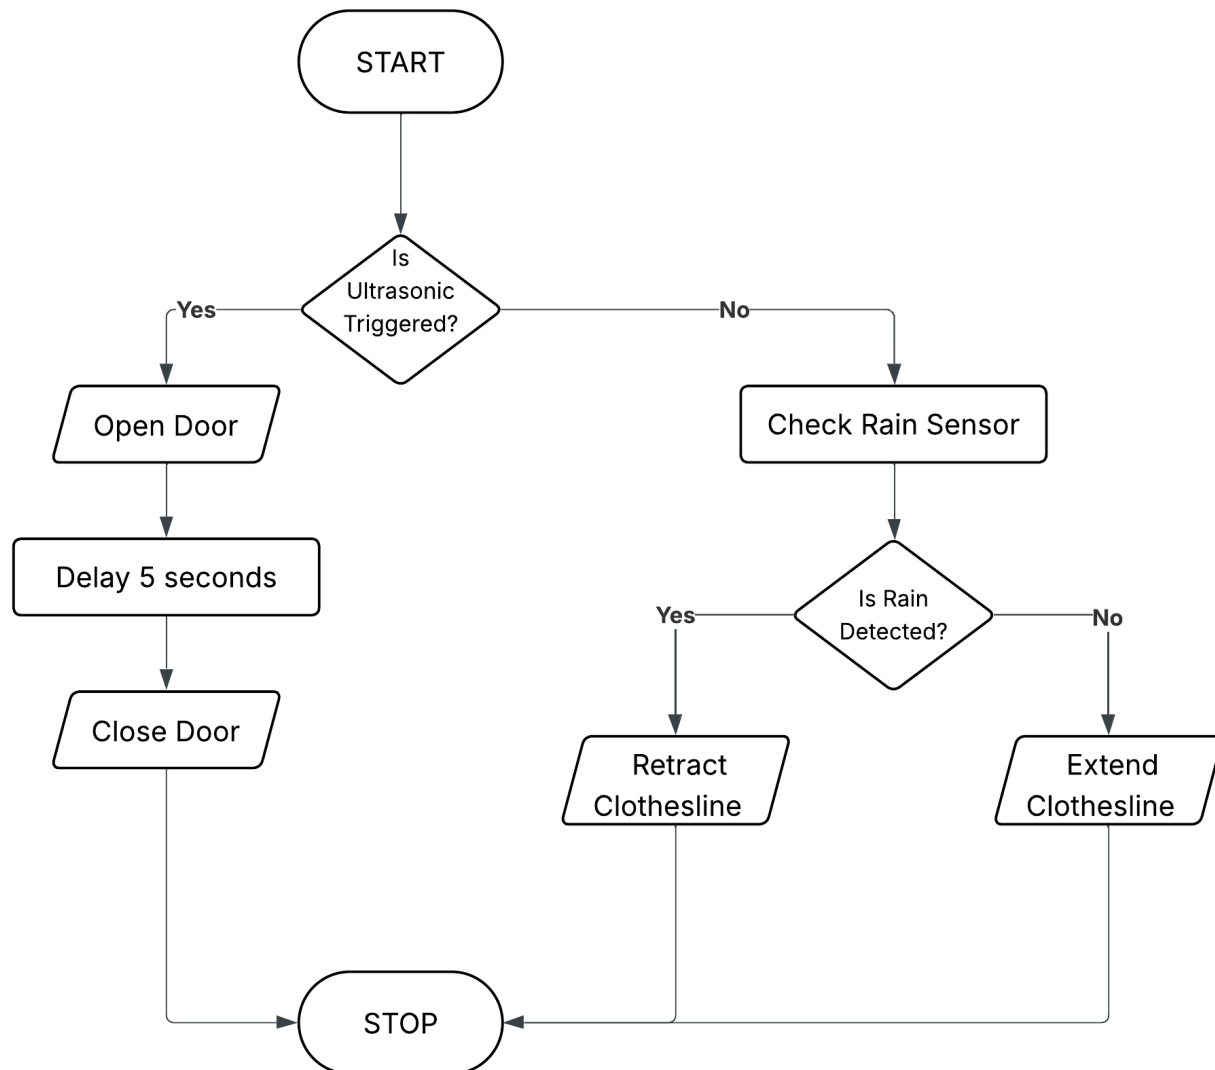 START
Is
Ultrasonic
Triggered?
Yes
No
Open Door
Check Rain Sensor
Delay 5 seconds
Is Rain
Detected?
Yes
No
Close Door
Retract
Clothesline
Extend
Clothesline
STOP